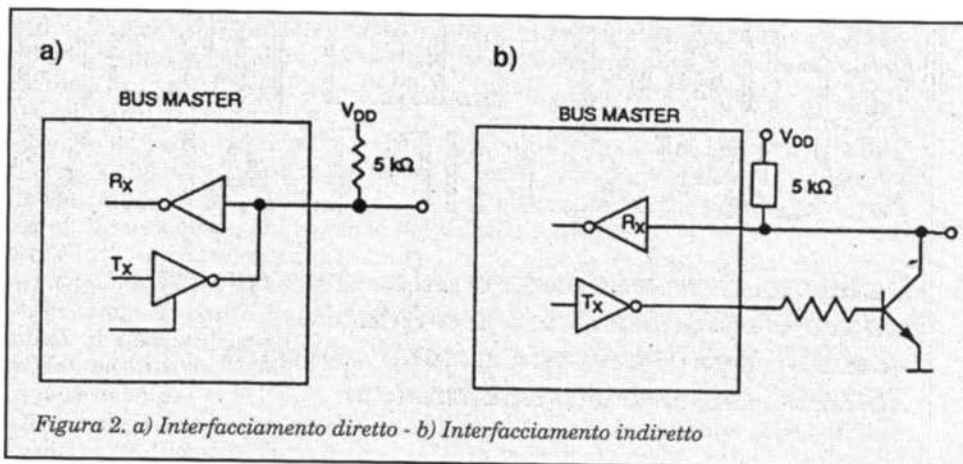 a)
BUS MASTER
VDD
5 kΩ
RX
TX
b)
BUS MASTER
VDD
5 kΩ
RX
TX
Figura 2. a) Interfacciamento diretto - b) Interfacciamento indiretto